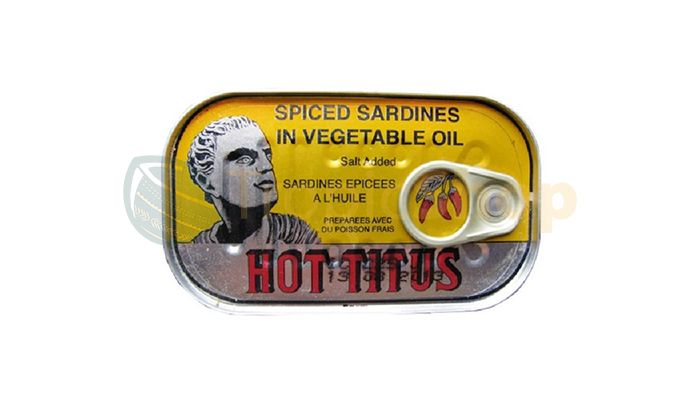 SPICED SARDINES
IN VEGETABLE OIL
Salt Added
SARDINES EPICEES
A L'HUILE
PREPAREES AVEC
DU POISSON FRAIS
HOT TITUS